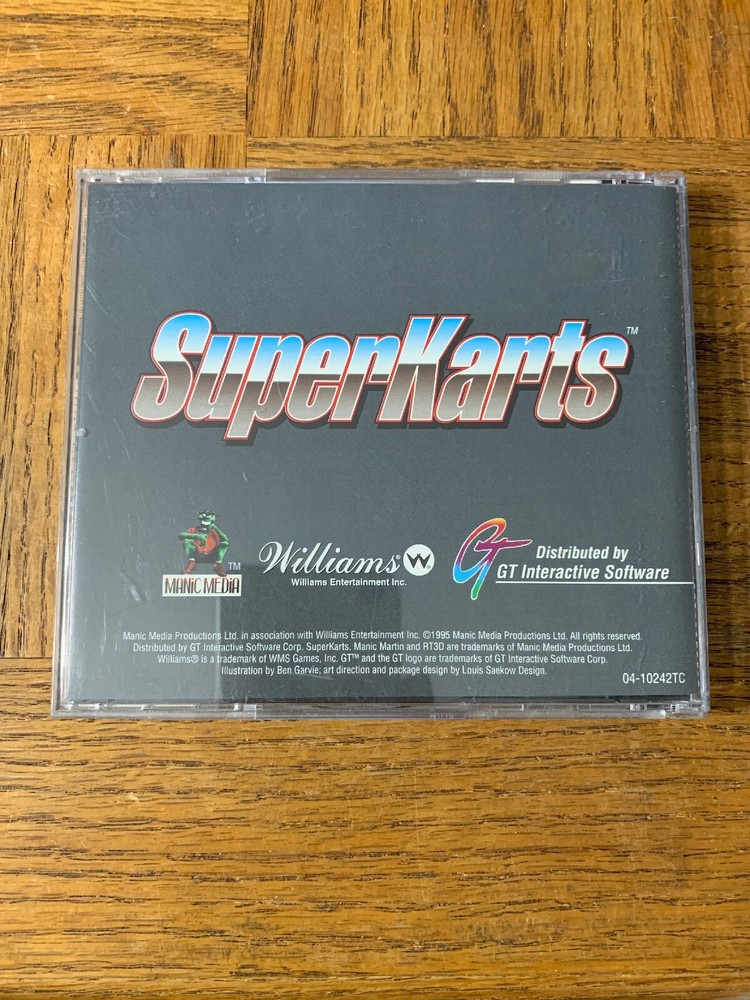 SuperKarts™
MANIC MEDIA™
Williams®
Williams Entertainment Inc.
GT
Distributed by
GT Interactive Software
Manic Media Productions Ltd. in association with Williams Entertainment Inc. ©1995 Manic Media Productions Ltd. All rights reserved.
Distributed by GT Interactive Software Corp. SuperKarts. Manic Martin and RT3D are trademarks of Manic Media Productions Ltd.
Williams® is a trademark of WMS Games, Inc. GT™ and the GT logo are trademarks of GT Interactive Software Corp.
Illustration by Ben Garvie; art direction and package design by Louis Saekow Design.
04-10242TC